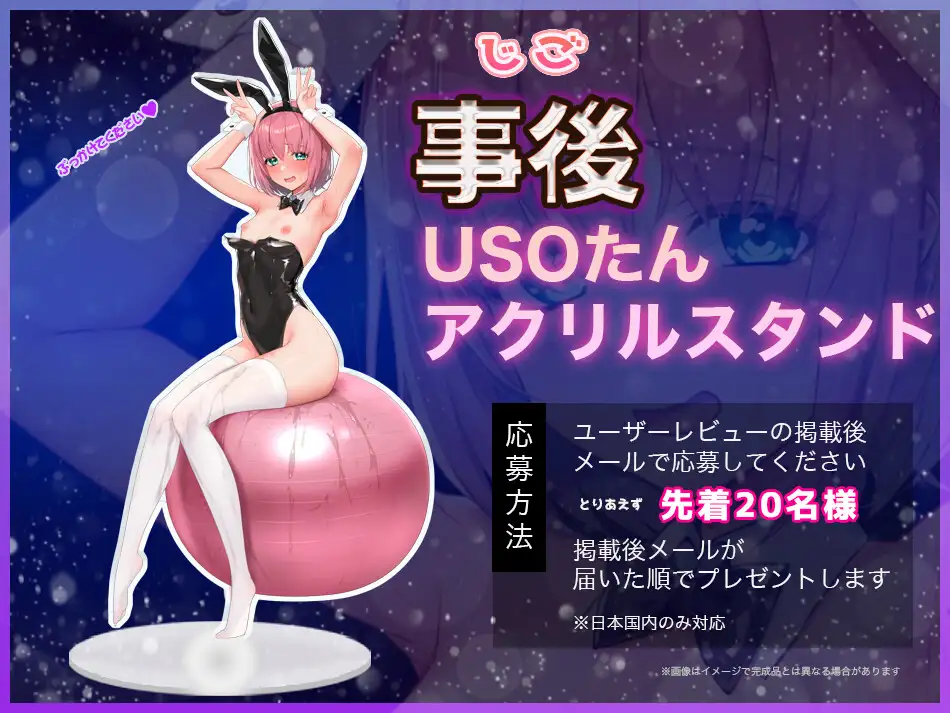 じご
事後
USOたん
アクリルスタンド
ぶっかけてください♥
応募方法
ユーザーレビューの掲載後
メールで応募してください
とりあえず 先着20名様
掲載後メールが
届いた順でプレゼントします
※日本国内のみ対応
※画像はイメージで完成品とは異なる場合があります